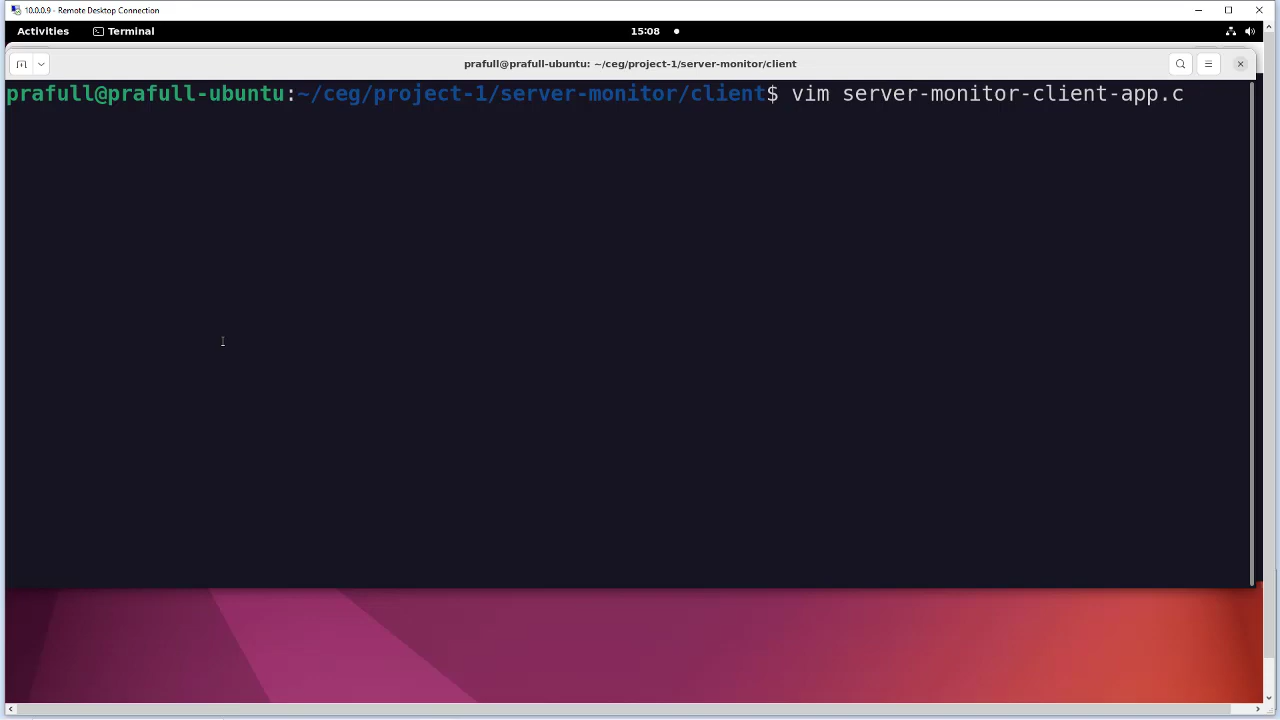 10.0.0.9 - Remote Desktop Connection
Activities
Terminal
15:08
prafull@prafull-ubuntu: ~/ceg/project-1/server-monitor/client
prafull@prafull-ubuntu:~/ceg/project-1/server-monitor/client$ vim server-monitor-client-app.c